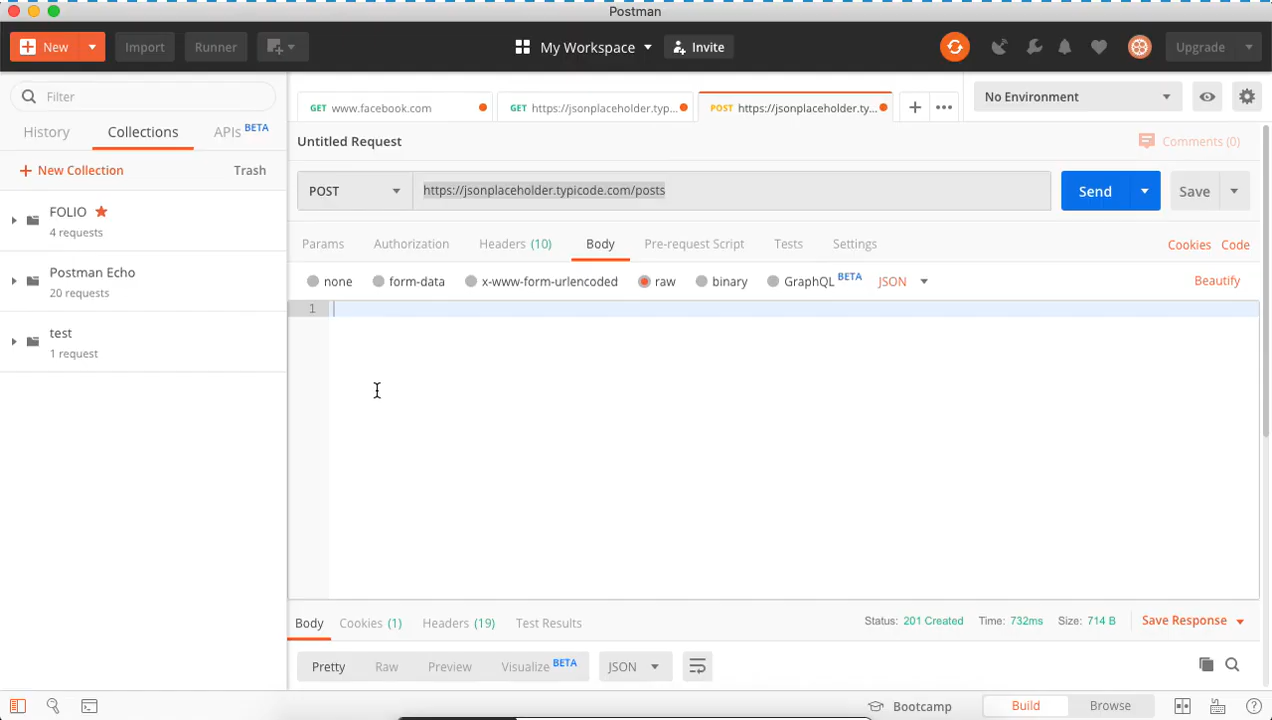 Postman
New
Import
Runner
My Workspace
Invite
Upgrade
Filter
History
Collections
APIs BETA
New Collection
Trash
FOLIO
4 requests
Postman Echo
20 requests
test
1 request
GET www.facebook.com
GET https://jsonplaceholder.typ...
POST https://jsonplaceholder.ty...
No Environment
Untitled Request
Comments (0)
POST
https://jsonplaceholder.typicode.com/posts
Send
Save
Params
Authorization
Headers (10)
Body
Pre-request Script
Tests
Settings
Cookies
Code
none
form-data
x-www-form-urlencoded
raw
binary
GraphQL BETA
JSON
Beautify
1
Body
Cookies (1)
Headers (19)
Test Results
Status: 201 Created
Time: 732ms
Size: 714 B
Save Response
Pretty
Raw
Preview
Visualize BETA
JSON
Bootcamp
Build
Browse